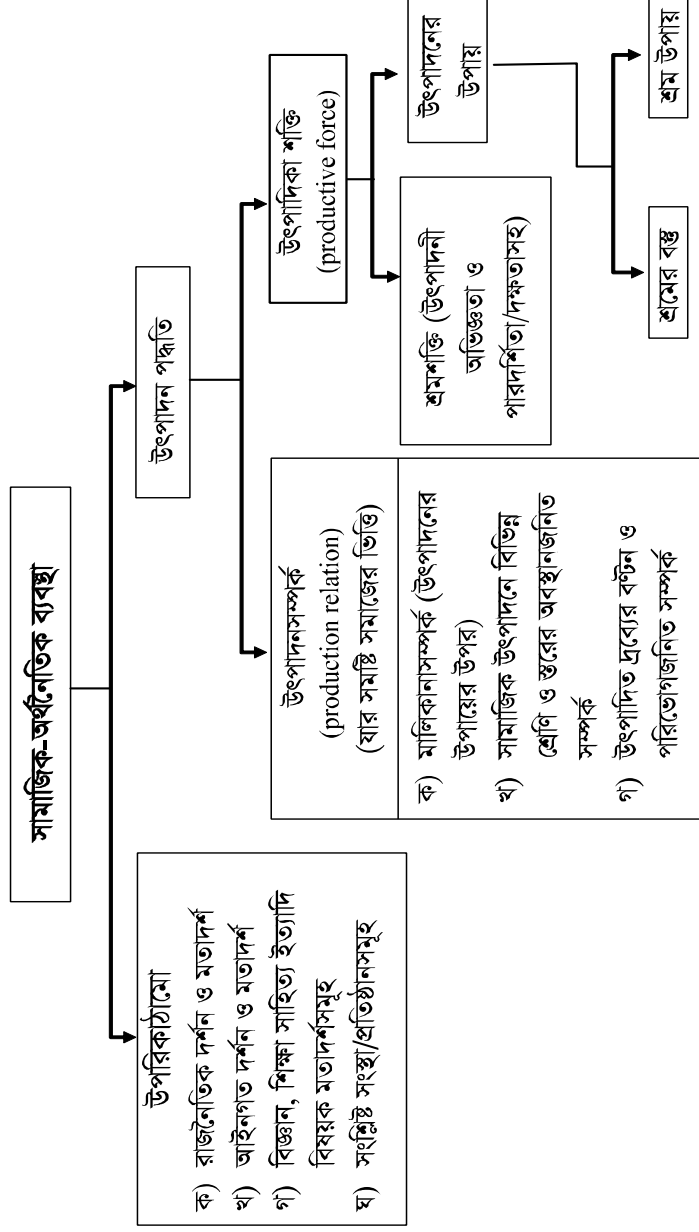 সামাজিক-অর্থনৈতিক ব্যবস্থা
উপরিকাঠামো
ক) রাজনৈতিক দর্শন ও মতাদর্শ
খ) আইনগত দর্শন ও মতাদর্শ
গ) বিজ্ঞান, শিক্ষা সাহিত্য ইত্যাদি
বিষয়ক মতাদর্শসমূহ
ঘ) সংশ্লিষ্ট সংস্থা/প্রতিষ্ঠানসমূহ
উৎপাদন পদ্ধতি
উৎপাদনসম্পর্ক
(production relation)
(যার সমষ্টি সমাজের ভিত্তি)
ক) মালিকানাসম্পর্ক (উৎপাদনের
উপায়ের উপর)
খ) সামাজিক উৎপাদনে বিভিন্ন
শ্রেণি ও স্তরের অবস্থানজনিত
সম্পর্ক
গ) উৎপাদিত দ্রব্যের বণ্টন ও
পরিভোগজনিত সম্পর্ক
উৎপাদিকা শক্তি
(productive force)
শ্রমশক্তি (উৎপাদনী
অভিজ্ঞতা ও
পারদর্শিতা/দক্ষতাসহ)
উৎপাদনের
উপায়
শ্রমের বস্তু
শ্রম উপায়